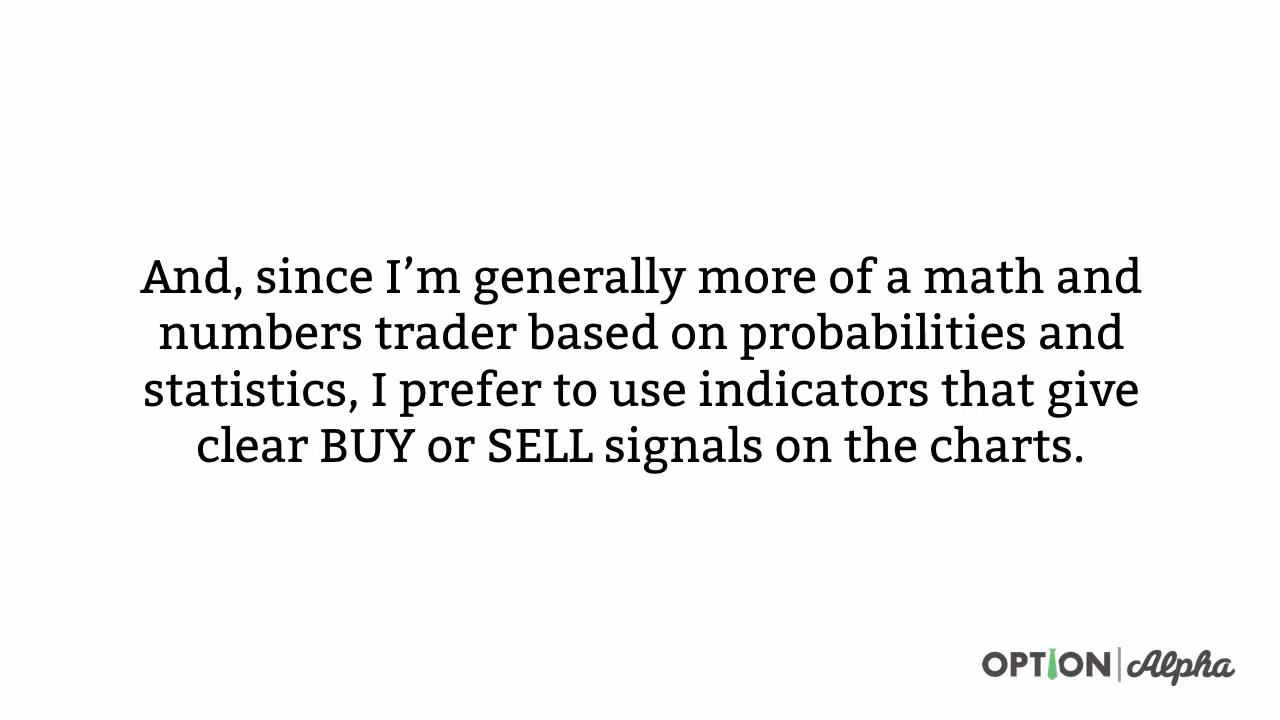 And, since I’m generally more of a math and
numbers trader based on probabilities and
statistics, I prefer to use indicators that give
clear BUY or SELL signals on the charts.
OPTION | Alpha